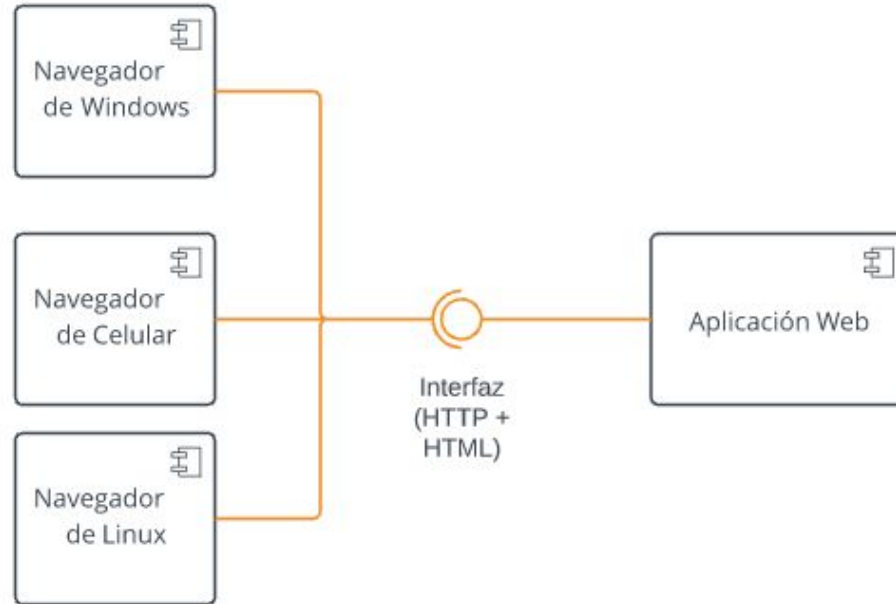 Navegador
de Windows
Navegador
de Celular
Navegador
de Linux
Interfaz
(HTTP +
HTML)
Aplicación Web